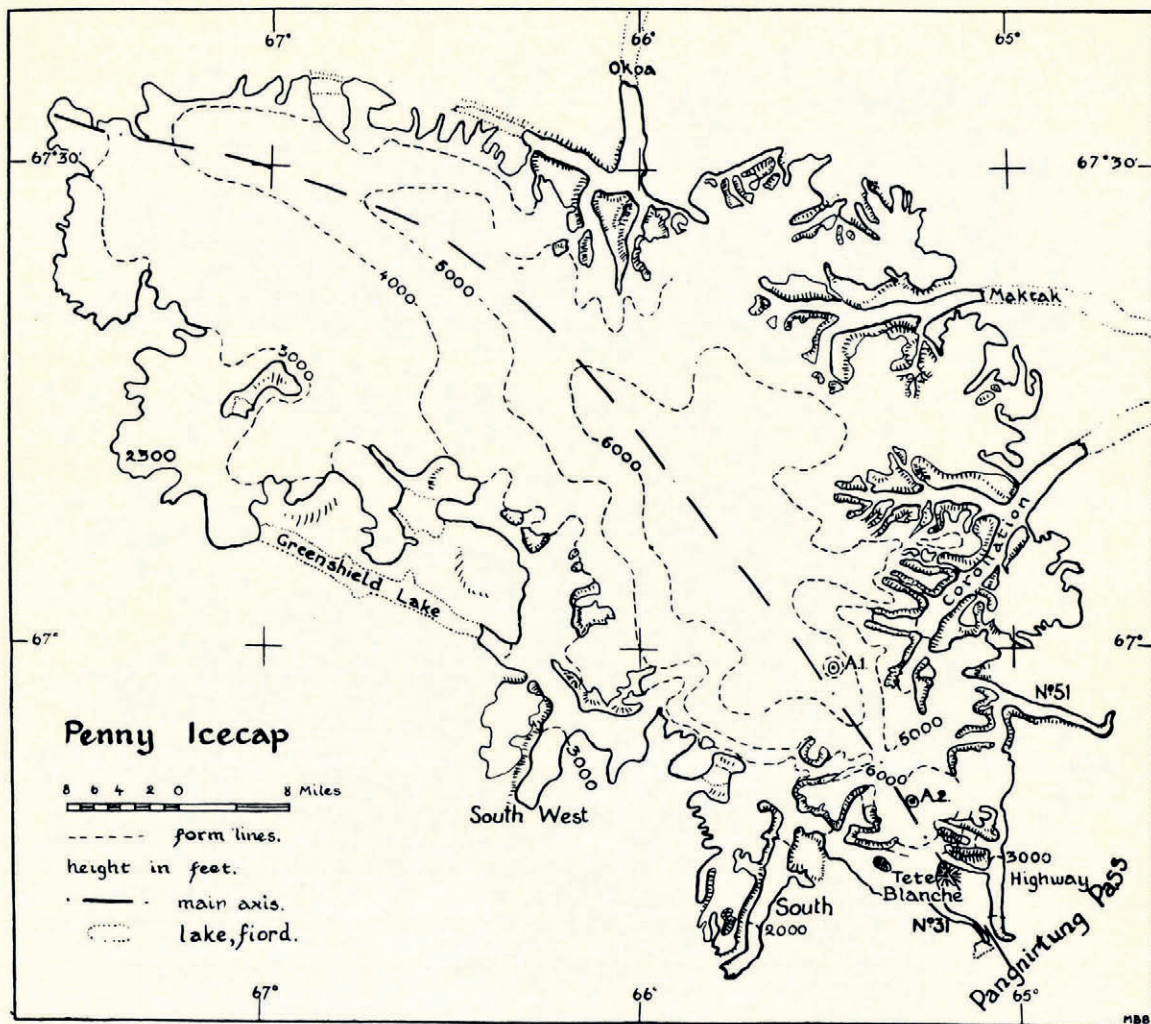 67°
66°
65°
Okoa
67°30'
67°30'
4000
5000
Maktak
3000
6000
2300
Greenshield Lake
Coronation
67°
67°
A.1.
Nº51
Penny Icecap
5000
3000
6000
8 6 4 2 0 8 Miles
A.2.
South West
form lines.
height in feet.
3000
Highway
Tete
Blanche
main axis.
South
Nº31
2000
lake, fiord.
Pangnirtung Pass
67°
66°
65°
MBB